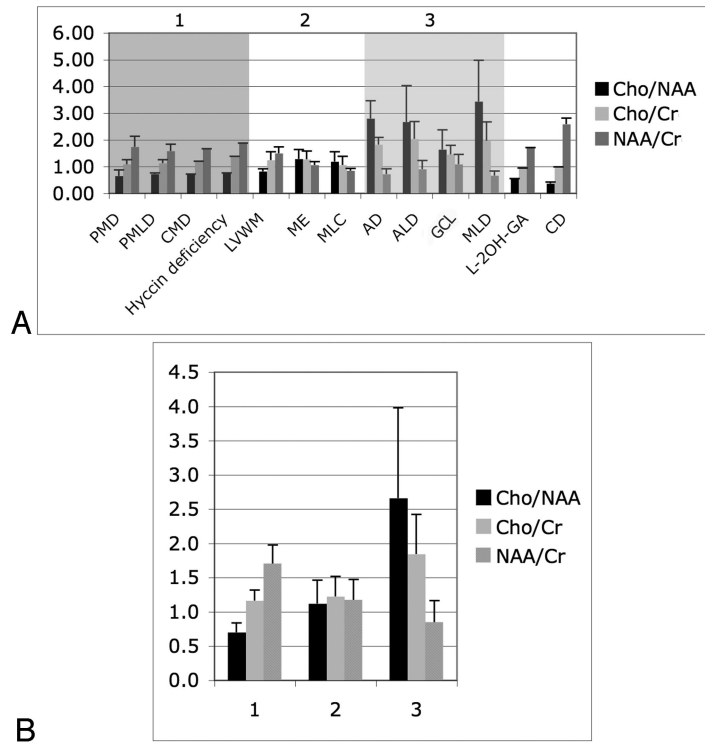 1 2 3
6.00
5.00
4.00
3.00
2.00
1.00
0.00
Cho/NAA
Cho/Cr
NAA/Cr
PMD
PMLD
CMD
Hyccin deficiency
LVWM
ME
MLC
AD
ALD
GCL
MLD
L-2OH-GA
CD
A
4.5
4.0
3.5
3.0
2.5
2.0
1.5
1.0
0.5
0.0
Cho/NAA
Cho/Cr
NAA/Cr
1 2 3
B